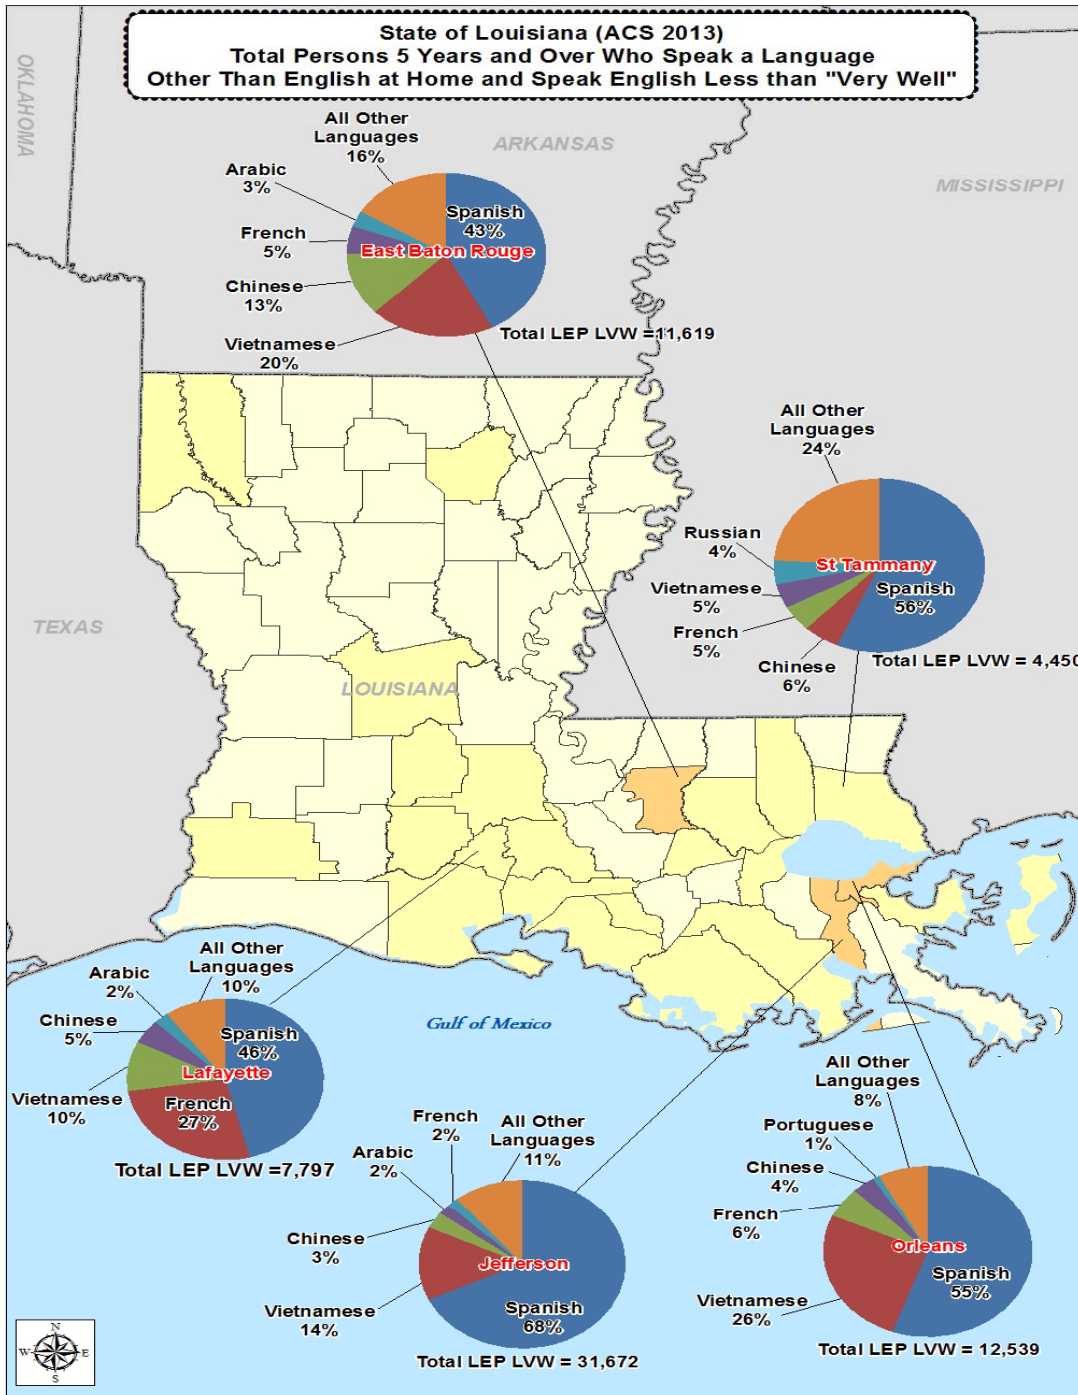 State of Louisiana (ACS 2013)
Total Persons 5 Years and Over Who Speak a Language
Other Than English at Home and Speak English Less than "Very Well"
OKLAHOMA
ARKANSAS
MISSISSIPPI
TEXAS
LOUISIANA
Gulf of Mexico
All Other
Languages
16%
Arabic
3%
French
5%
Chinese
13%
Vietnamese
20%
Spanish
43%
East Baton Rouge
Total LEP LVW =11,619
All Other
Languages
24%
Russian
4%
Vietnamese
5%
French
5%
Chinese
6%
St Tammany
Spanish
56%
Total LEP LVW = 4,450
All Other
Languages
10%
Arabic
2%
Chinese
5%
Vietnamese
10%
Spanish
46%
Lafayette
French
27%
Total LEP LVW =7,797
All Other
Languages
11%
French
2%
Arabic
2%
Chinese
3%
Vietnamese
14%
Jefferson
Spanish
68%
Total LEP LVW = 31,672
All Other
Languages
8%
Portuguese
1%
Chinese
4%
French
6%
Vietnamese
26%
Orleans
Spanish
55%
Total LEP LVW = 12,539
N
W
E
S